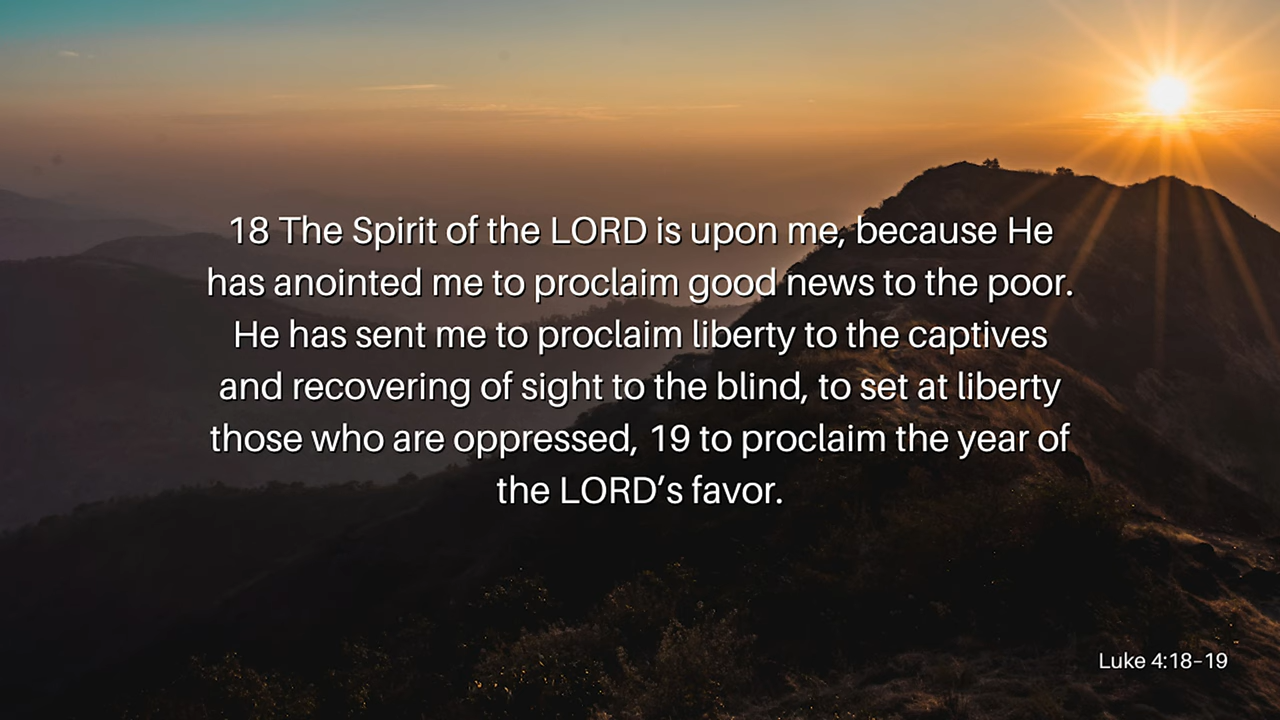 18 The Spirit of the LORD is upon me, because He
has anointed me to proclaim good news to the poor.
He has sent me to proclaim liberty to the captives
and recovering of sight to the blind, to set at liberty
those who are oppressed, 19 to proclaim the year of
the LORD’s favor.
Luke 4:18–19